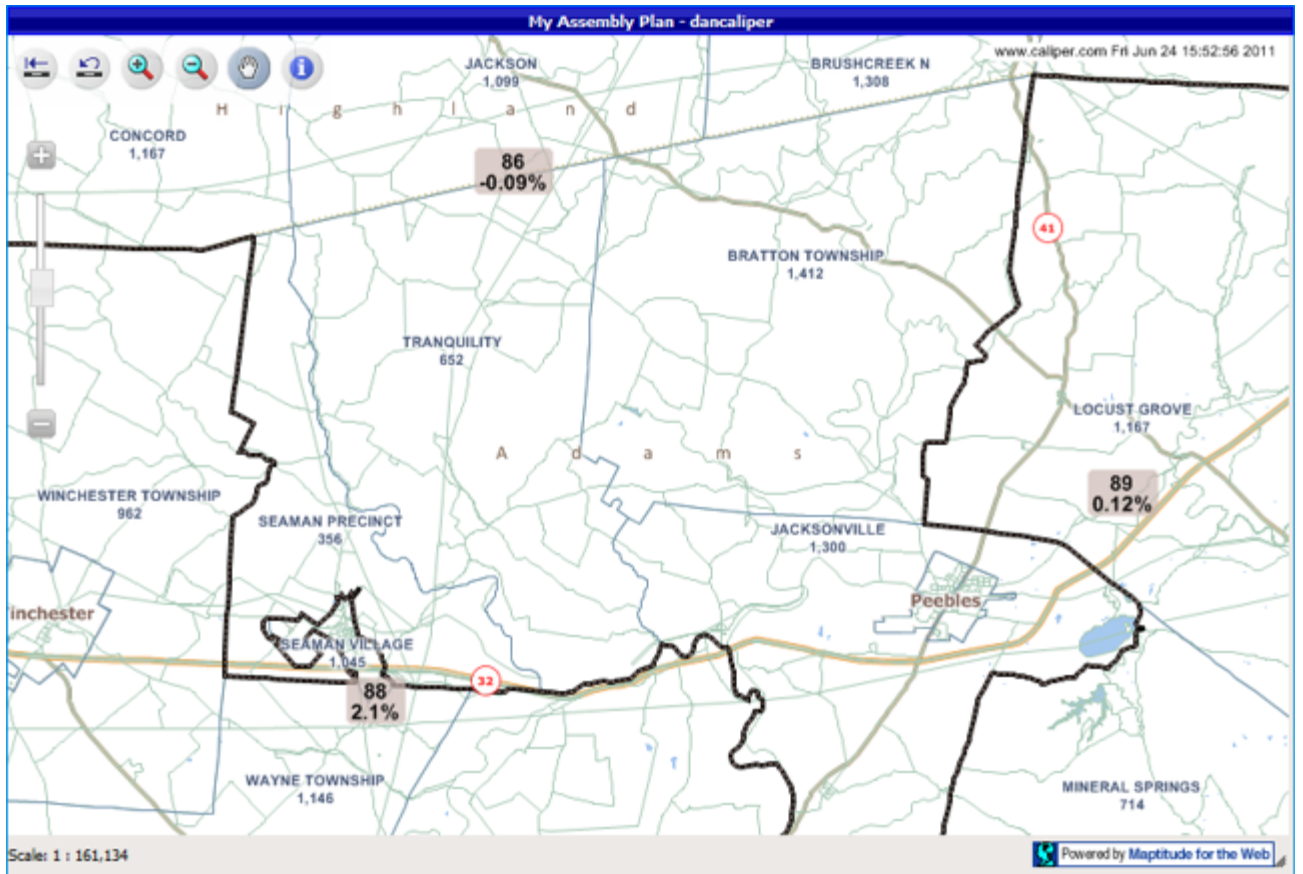 My Assembly Plan - dancaliper
www.caliper.com Fri Jun 24 15:52:56 2011
JACKSON
1,099
BRUSHCREEK N
1,308
H i g h l a n d
CONCORD
1,167
86
-0.09%
41
BRATTON TOWNSHIP
1,412
TRANQUILITY
652
LOCUST GROVE
1,167
A d a m s
89
0.12%
WINCHESTER TOWNSHIP
962
SEAMAN PRECINCT
356
JACKSONVILLE
1,300
inchester
Peebles
SEAMAN VILLAGE
1,045
32
88
2.1%
WAYNE TOWNSHIP
1,146
MINERAL SPRINGS
714
Scale: 1 : 161,134
Powered by Maptitude for the Web